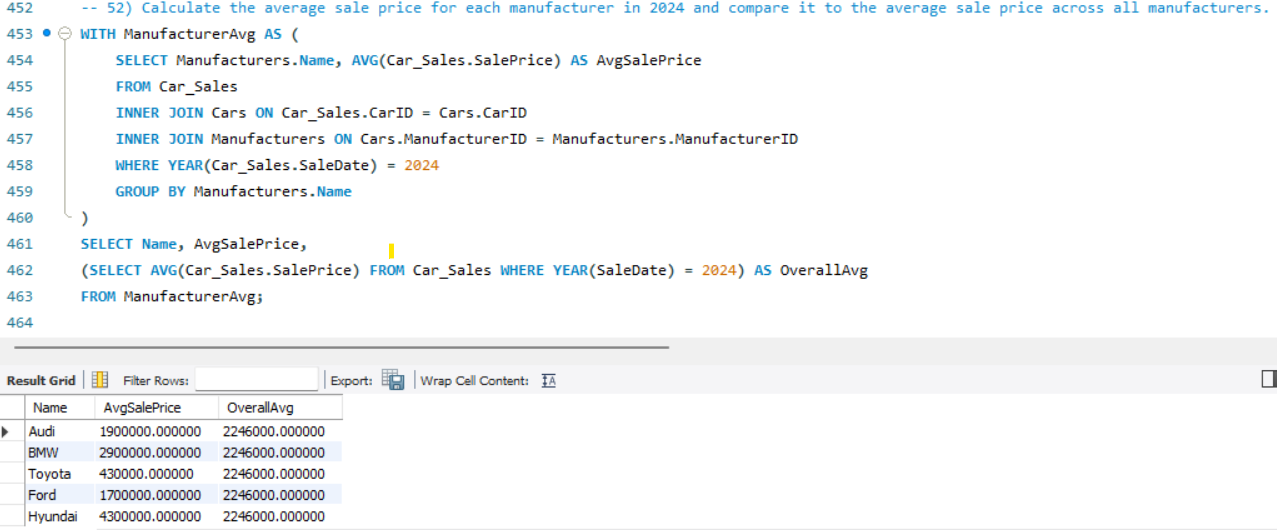 452 -- 52) Calculate the average sale price for each manufacturer in 2024 and compare it to the average sale price across all manufacturers.
453 WITH ManufacturerAvg AS (
454 SELECT Manufacturers.Name, AVG(Car_Sales.SalePrice) AS AvgSalePrice
455 FROM Car_Sales
456 INNER JOIN Cars ON Car_Sales.CarID = Cars.CarID
457 INNER JOIN Manufacturers ON Cars.ManufacturerID = Manufacturers.ManufacturerID
458 WHERE YEAR(Car_Sales.SaleDate) = 2024
459 GROUP BY Manufacturers.Name
460 )
461 SELECT Name, AvgSalePrice,
462 (SELECT AVG(Car_Sales.SalePrice) FROM Car_Sales WHERE YEAR(SaleDate) = 2024) AS OverallAvg
463 FROM ManufacturerAvg;
464
Result Grid Filter Rows: Export: Wrap Cell Content: IA
Name AvgSalePrice OverallAvg
Audi 1900000.000000 2246000.000000
BMW 2900000.000000 2246000.000000
Toyota 430000.000000 2246000.000000
Ford 1700000.000000 2246000.000000
Hyundai 4300000.000000 2246000.000000